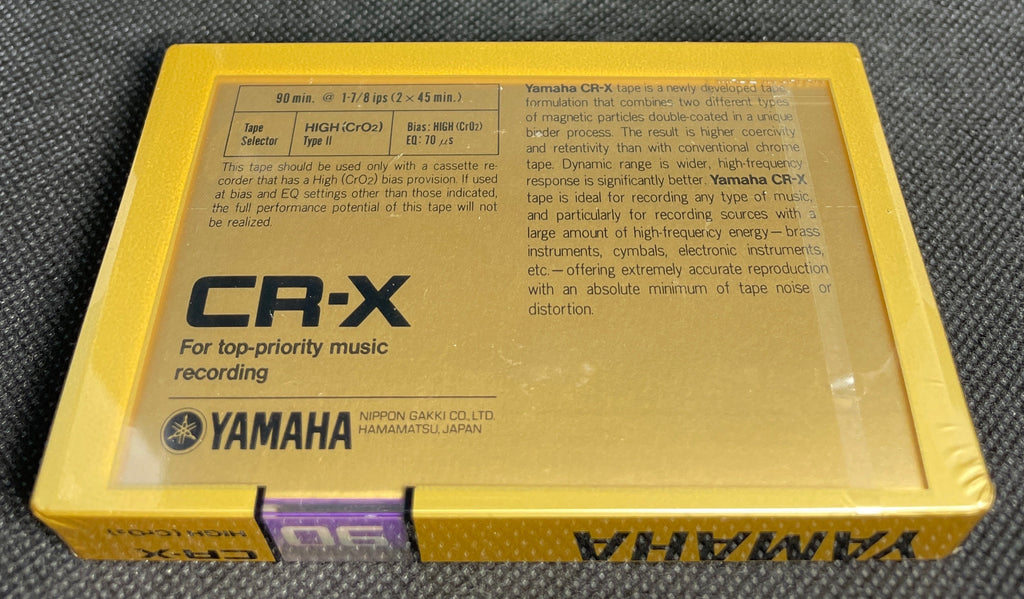 90 min. @ 1-7/8 ips (2 × 45 min.)
Tape Selector
HIGH (CrO2)
Type II
Bias: HIGH (CrO2)
EQ: 70 μs
This tape should be used only with a cassette re-
corder that has a High (CrO2) bias provision. If used
at bias and EQ settings other than those indicated,
the full performance potential of this tape will not
be realized.
CR-X
For top-priority music
recording
YAMAHA
NIPPON GAKKI CO., LTD.
HAMAMATSU, JAPAN
Yamaha CR-X tape is a newly developed tape
formulation that combines two different types
of magnetic particles double-coated in a unique
binder process. The result is higher coercivity
and retentivity than with conventional chrome
tape. Dynamic range is wider, high-frequency
response is significantly better. Yamaha CR-X
tape is ideal for recording any type of music,
and particularly for recording sources with a
large amount of high-frequency energy—brass
instruments, cymbals, electronic instruments,
etc.—offering extremely accurate reproduction
with an absolute minimum of tape noise or
distortion.
CR-X
HIGH (CrO2)
90
YAMAHA